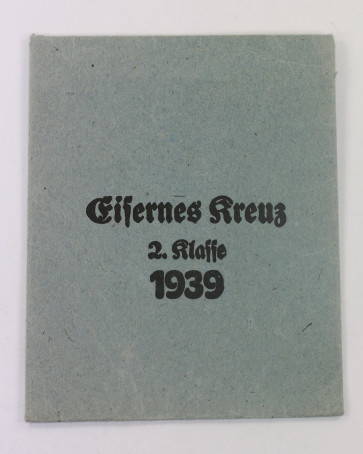 Eiſernes Kreuz
2. Klaſſe
1939